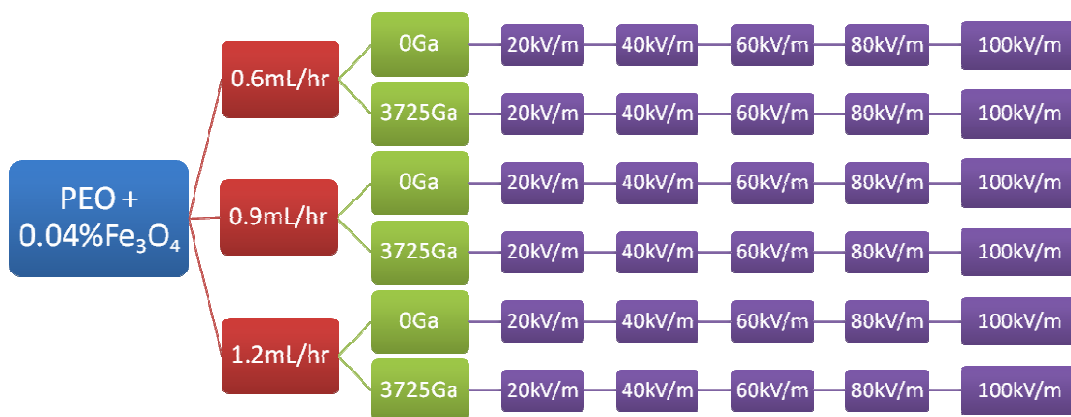 PEO +
0.04%Fe₃O₄
0.6mL/hr
0Ga
20kV/m 40kV/m 60kV/m 80kV/m 100kV/m
3725Ga
20kV/m 40kV/m 60kV/m 80kV/m 100kV/m
0.9mL/hr
0Ga
20kV/m 40kV/m 60kV/m 80kV/m 100kV/m
3725Ga
20kV/m 40kV/m 60kV/m 80kV/m 100kV/m
1.2mL/hr
0Ga
20kV/m 40kV/m 60kV/m 80kV/m 100kV/m
3725Ga
20kV/m 40kV/m 60kV/m 80kV/m 100kV/m